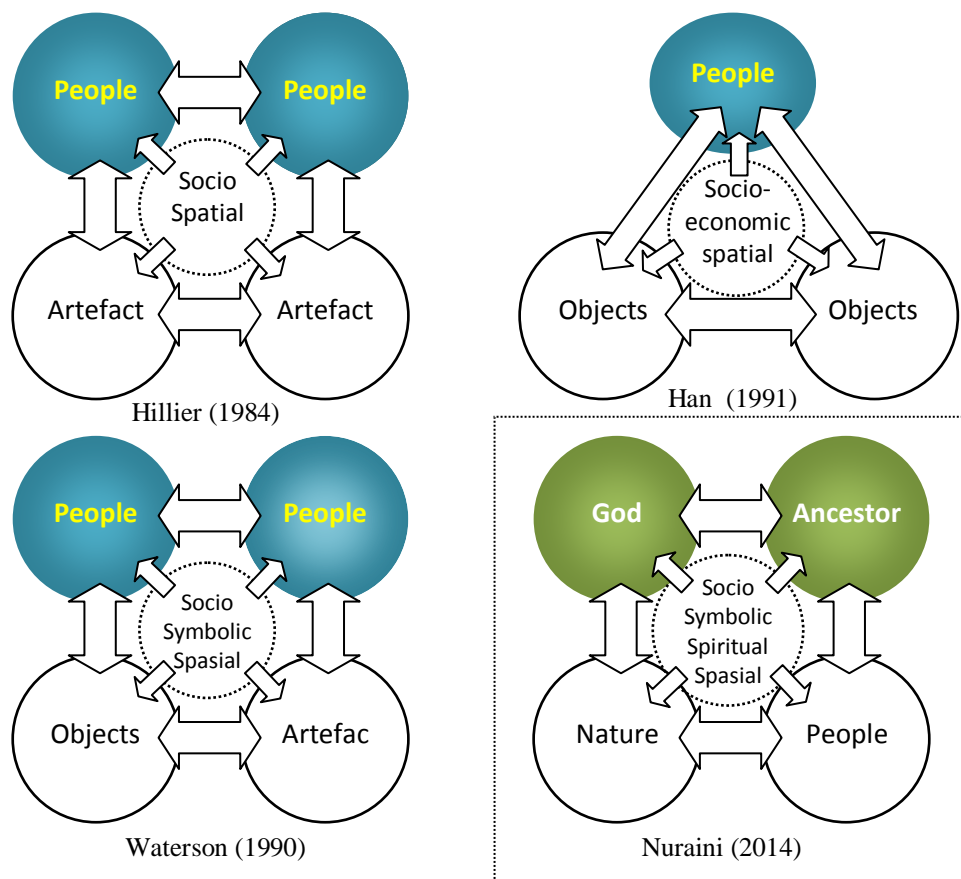 People
People
Socio
Spatial
Artefact
Artefact
Hillier (1984)
People
Socio-
economic
spatial
Objects
Objects
Han (1991)
People
People
Socio
Symbolic
Spasial
Objects
Artefac
Waterson (1990)
God
Ancestor
Socio
Symbolic
Spiritual
Spasial
Nature
People
Nuraini (2014)